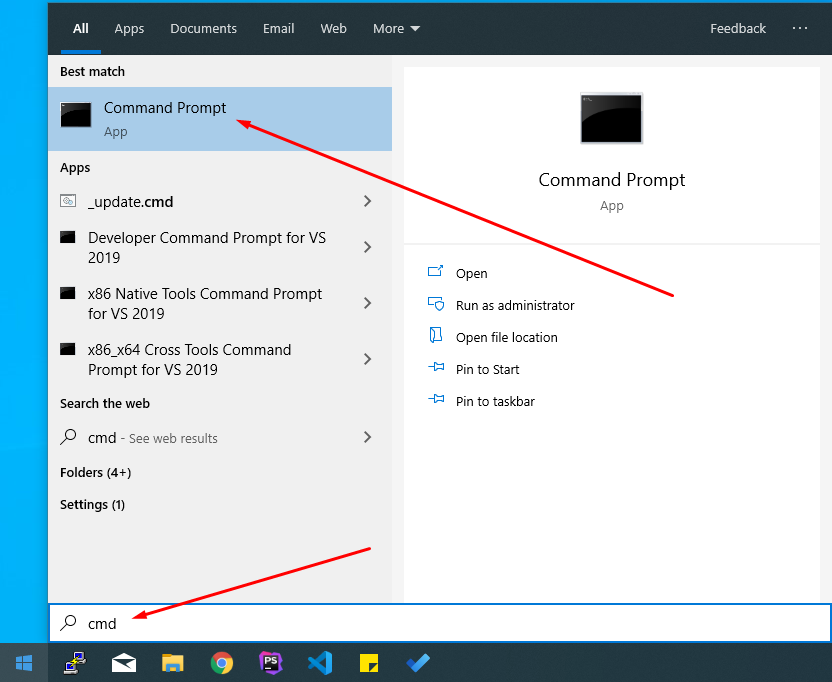 All Apps Documents Email Web More Feedback ...
Best match
Command Prompt
App
Apps
_update.cmd
Developer Command Prompt for VS
2019
x86 Native Tools Command Prompt
for VS 2019
x86_x64 Cross Tools Command
Prompt for VS 2019
Search the web
cmd - See web results
Folders (4+)
Settings (1)
Command Prompt
App
Open
Run as administrator
Open file location
Pin to Start
Pin to taskbar
cmd
PS